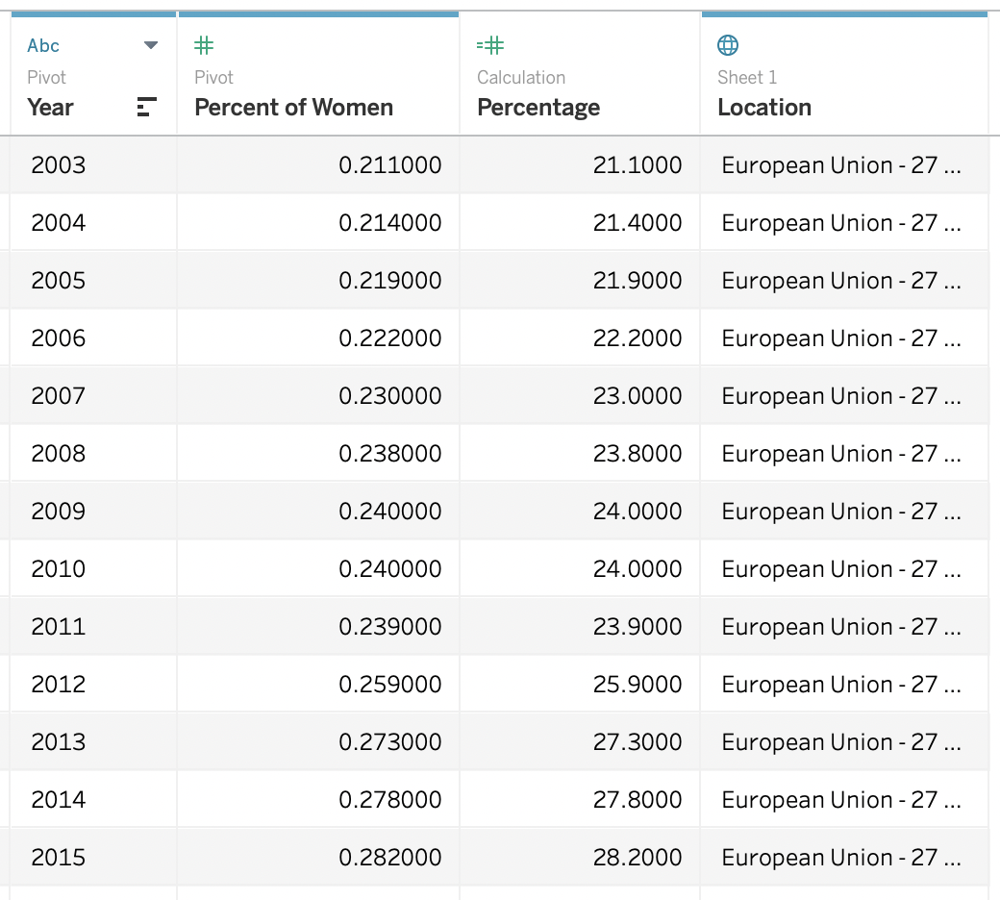 Abc
Pivot Pivot Calculation Sheet 1
Year Percent of Women Percentage Location
2003 0.211000 21.1000 European Union - 27 ...
2004 0.214000 21.4000 European Union - 27 ...
2005 0.219000 21.9000 European Union - 27 ...
2006 0.222000 22.2000 European Union - 27 ...
2007 0.230000 23.0000 European Union - 27 ...
2008 0.238000 23.8000 European Union - 27 ...
2009 0.240000 24.0000 European Union - 27 ...
2010 0.240000 24.0000 European Union - 27 ...
2011 0.239000 23.9000 European Union - 27 ...
2012 0.259000 25.9000 European Union - 27 ...
2013 0.273000 27.3000 European Union - 27 ...
2014 0.278000 27.8000 European Union - 27 ...
2015 0.282000 28.2000 European Union - 27 ...